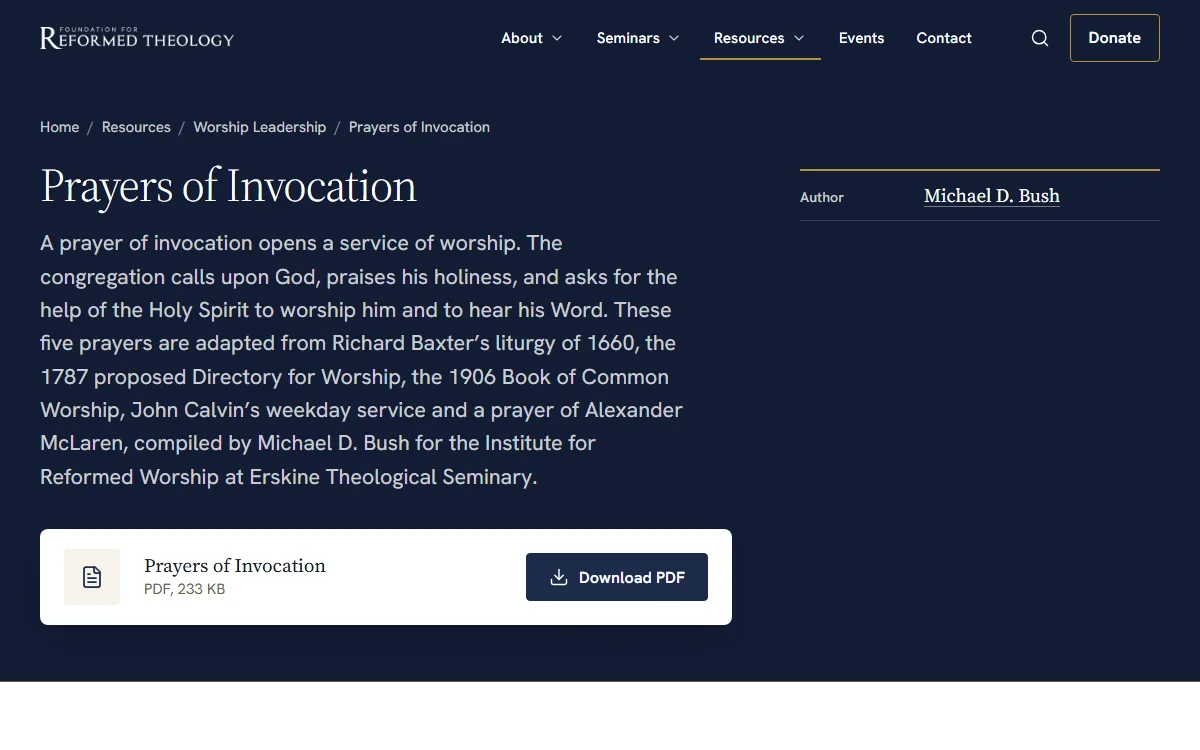 FOUNDATION FOR
REFORMED THEOLOGY
About
Seminars
Resources
Events
Contact
Donate
Home / Resources / Worship Leadership / Prayers of Invocation
Prayers of Invocation
A prayer of invocation opens a service of worship. The
congregation calls upon God, praises his holiness, and asks for the
help of the Holy Spirit to worship him and to hear his Word. These
five prayers are adapted from Richard Baxter’s liturgy of 1660, the
1787 proposed Directory for Worship, the 1906 Book of Common
Worship, John Calvin’s weekday service and a prayer of Alexander
McLaren, compiled by Michael D. Bush for the Institute for
Reformed Worship at Erskine Theological Seminary.
Author
Michael D. Bush
Prayers of Invocation
PDF, 233 KB
Download PDF